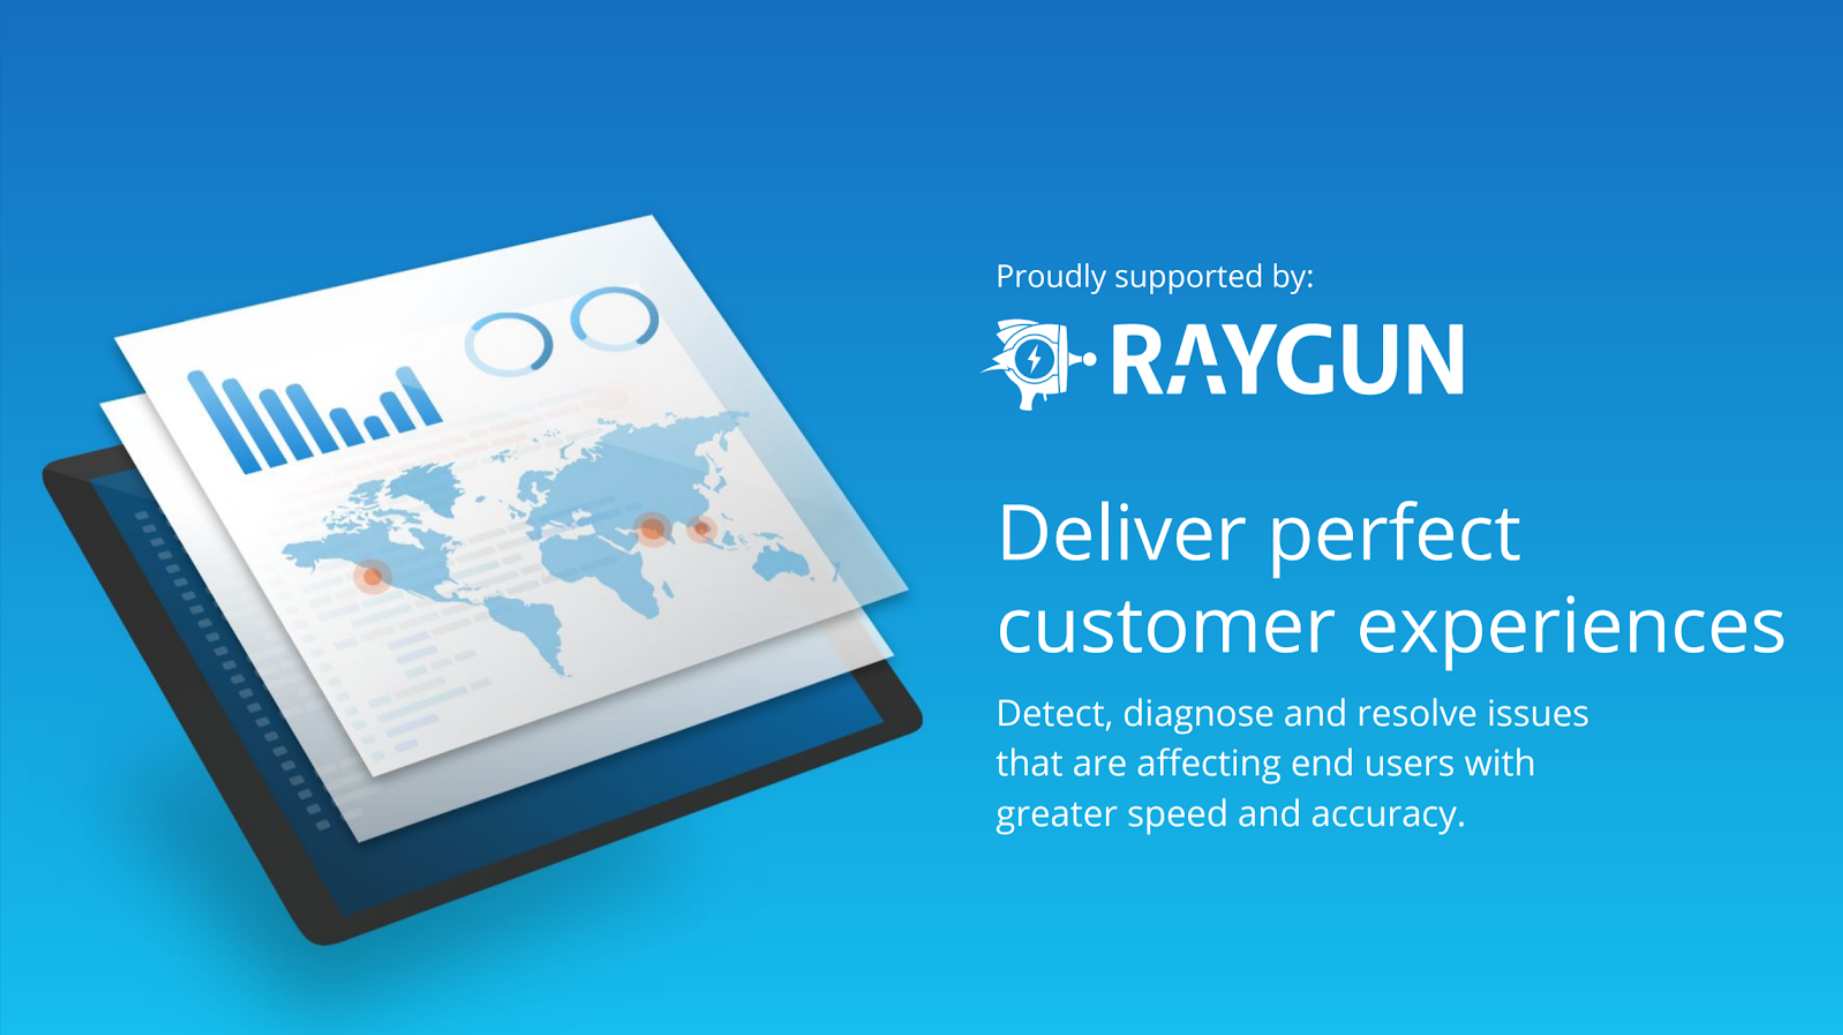 Proudly supported by:
RAYGUN
Deliver perfect
customer experiences
Detect, diagnose and resolve issues
that are affecting end users with
greater speed and accuracy.